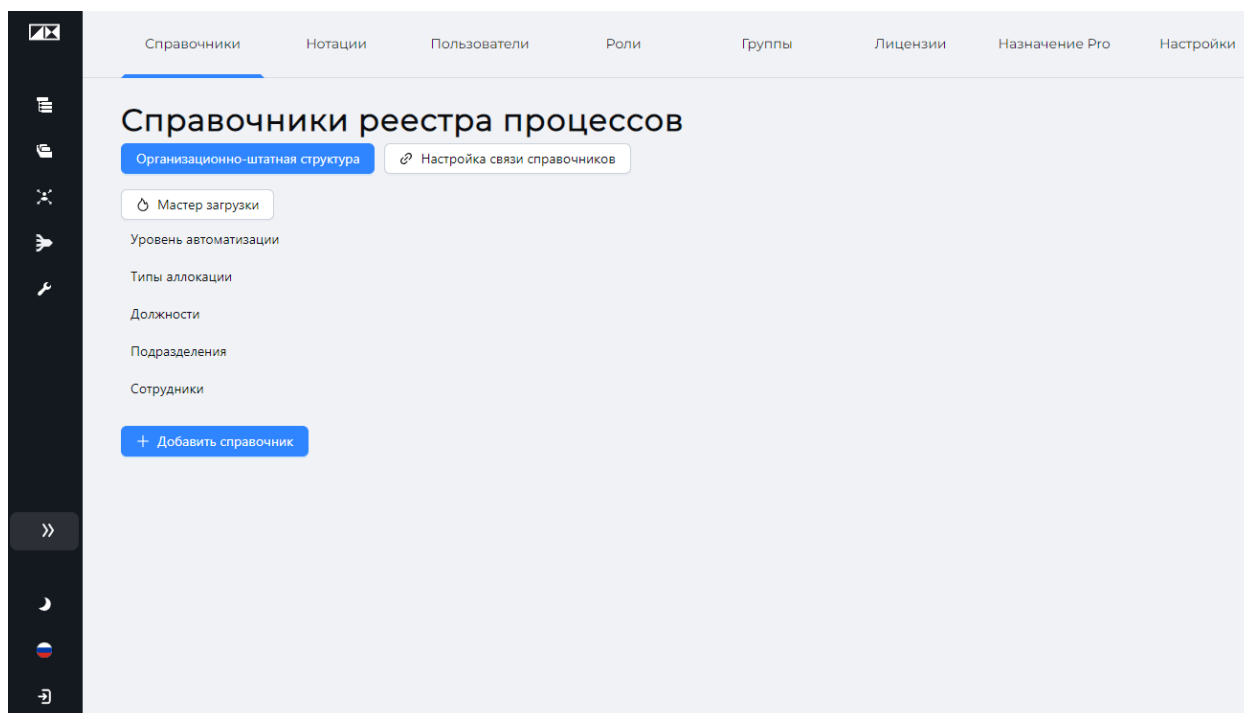 Справочники Нотации Пользователи Роли Группы Лицензии Назначение Pro Настройки
Справочники реестра процессов
Организационно-штатная структура Настройка связи справочников
Мастер загрузки
Уровень автоматизации
Типы аллокации
Должности
Подразделения
Сотрудники
+ Добавить справочник